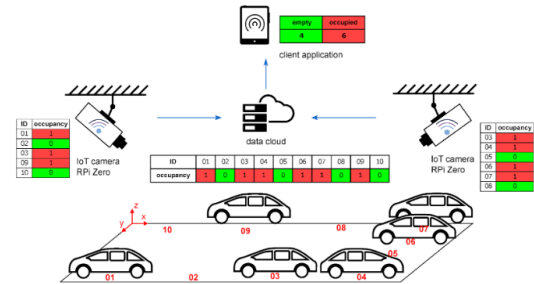 empty occupied
4 6
client application
ID occupancy
01 1
02 0
03 1
09 1
10 0
IoT camera
RPi Zero
data cloud
IoT camera
RPi Zero
ID occupancy
03 1
04 1
05 0
06 1
07 1
08 0
ID 01 02 03 04 05 06 07 08 09 10
occupancy 1 0 1 1 0 1 1 0 1 0
z
y x
10 09 08 07
06
05
01 02 03 04